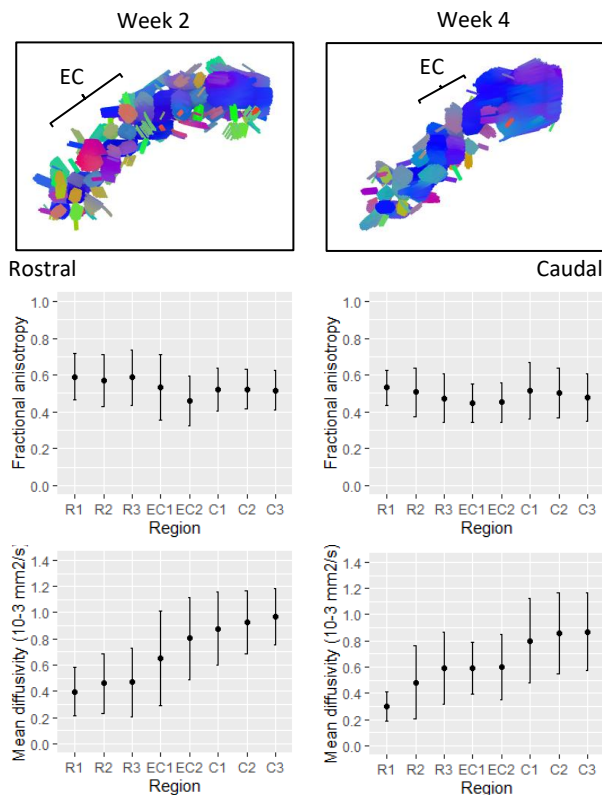 Week 2
Week 4
EC
EC
Rostral
Caudal
Fractional anisotropy
1.0
0.8
0.6
0.4
0.2
0.0
R1 R2 R3 EC1 EC2 C1 C2 C3
Region
Fractional anisotropy
1.0
0.8
0.6
0.4
0.2
0.0
R1 R2 R3 EC1 EC2 C1 C2 C3
Region
Mean diffusivity (10-3 mm2/s)
1.4
1.2
1.0
0.8
0.6
0.4
0.2
0.0
R1 R2 R3 EC1 EC2 C1 C2 C3
Region
Mean diffusivity (10-3 mm2/s)
1.4
1.2
1.0
0.8
0.6
0.4
0.2
0.0
R1 R2 R3 EC1 EC2 C1 C2 C3
Region